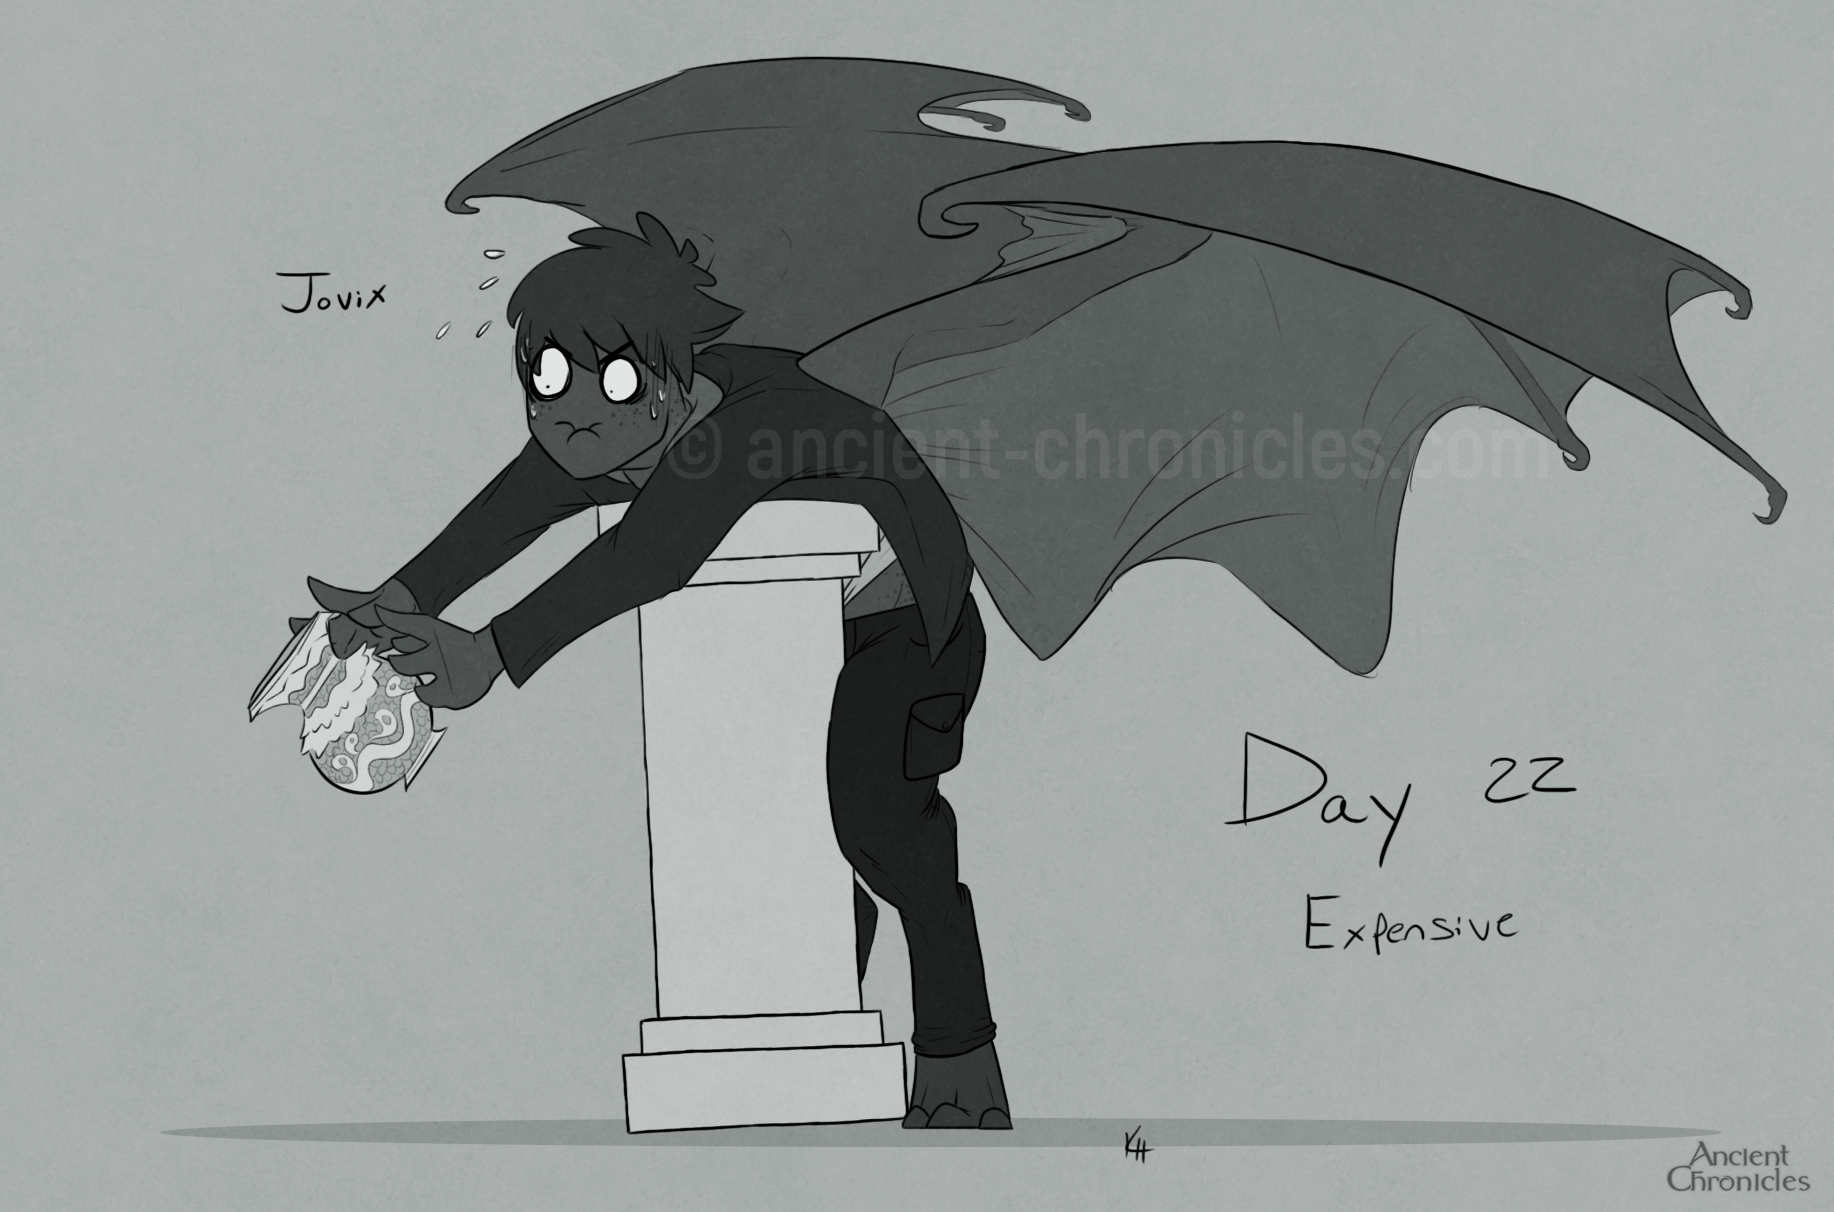 Jovix
© ancient-chronicles.com
Day 22
Expensive
KH
Ancient
Chronicles